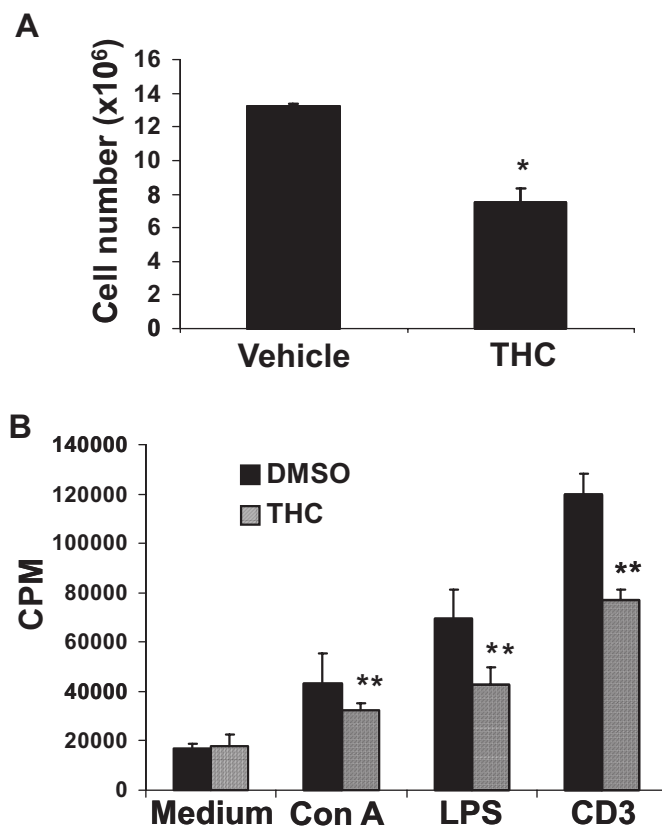 A
Cell number (x10⁶)
16
14
12
10
8
6
4
2
0
*
Vehicle THC
B
CPM
140000
120000
100000
80000
60000
40000
20000
0
DMSO
THC
**
**
**
Medium Con A LPS CD3